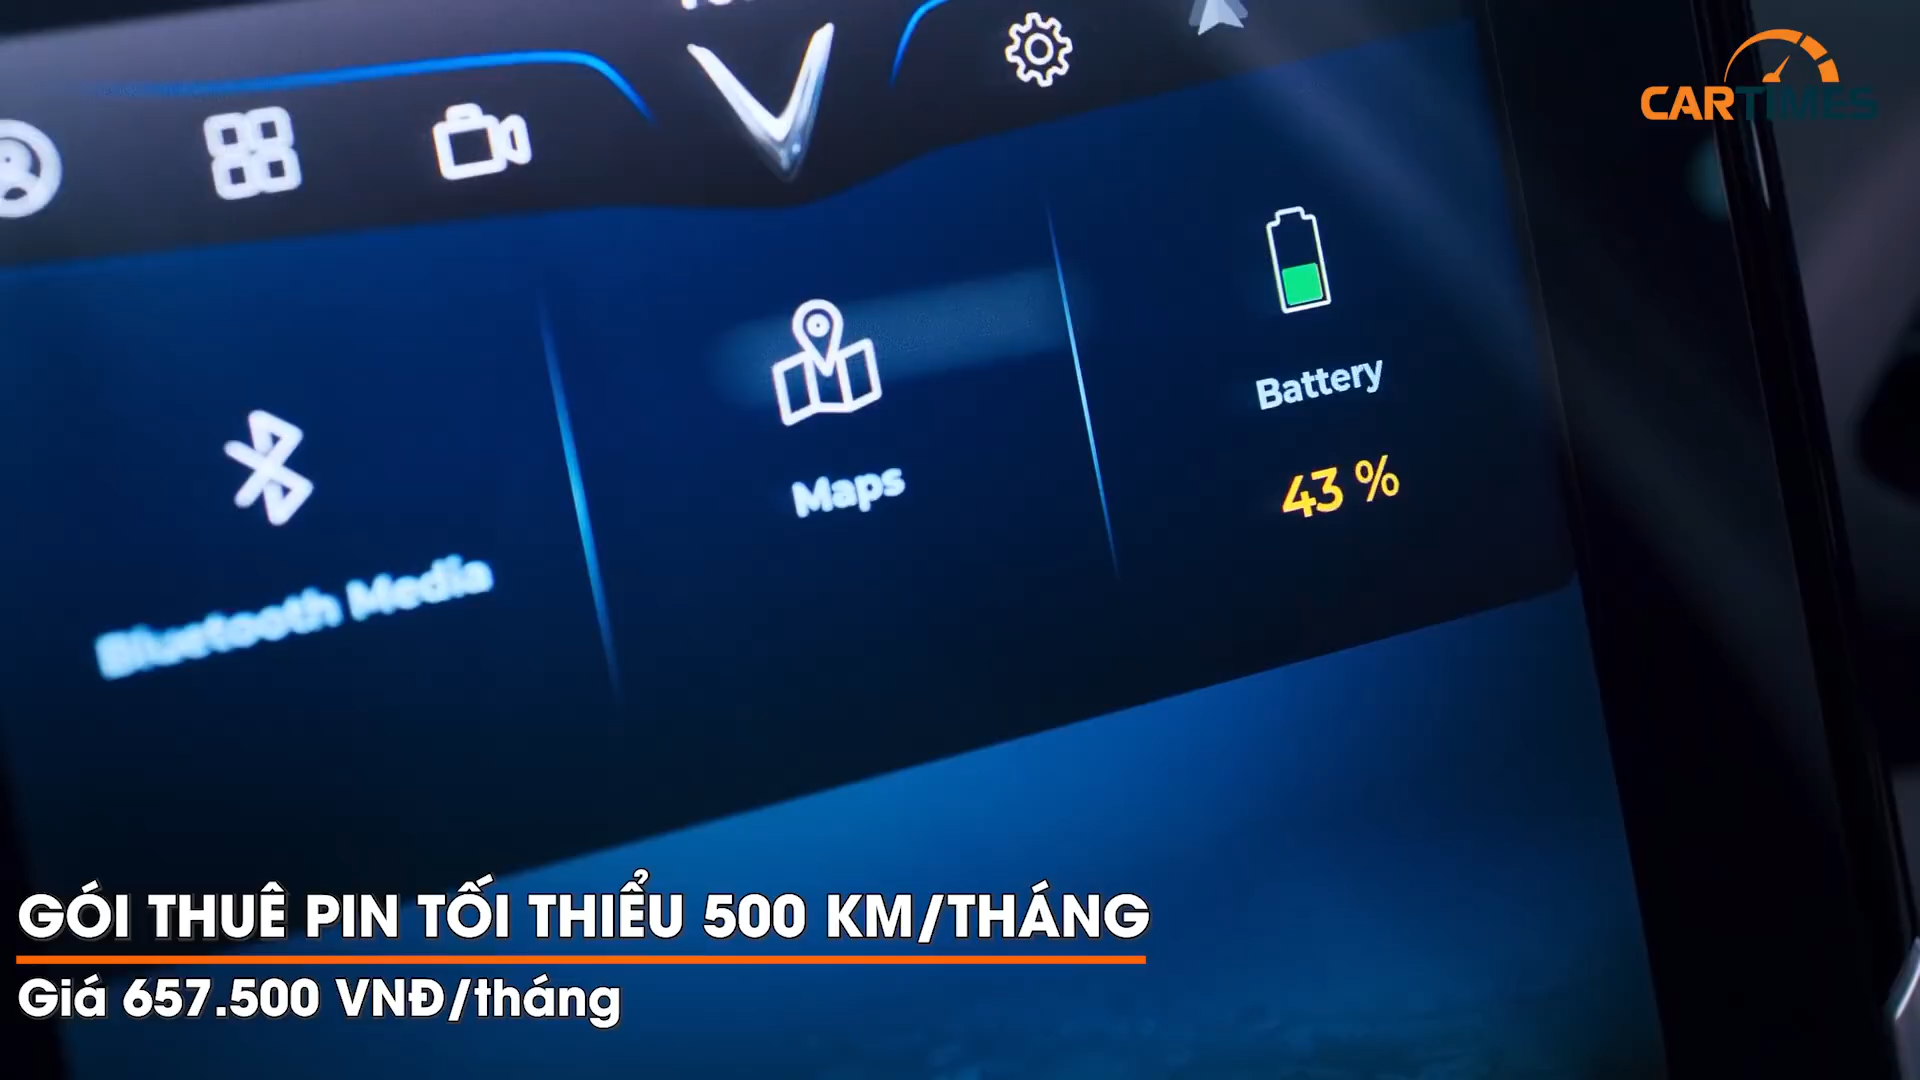 CARTIMES
Battery
43 %
Maps
Bluetooth Media
GÓI THUÊ PIN TỐI THIỂU 500 KM/THÁNG
Giá 657.500 VNĐ/tháng